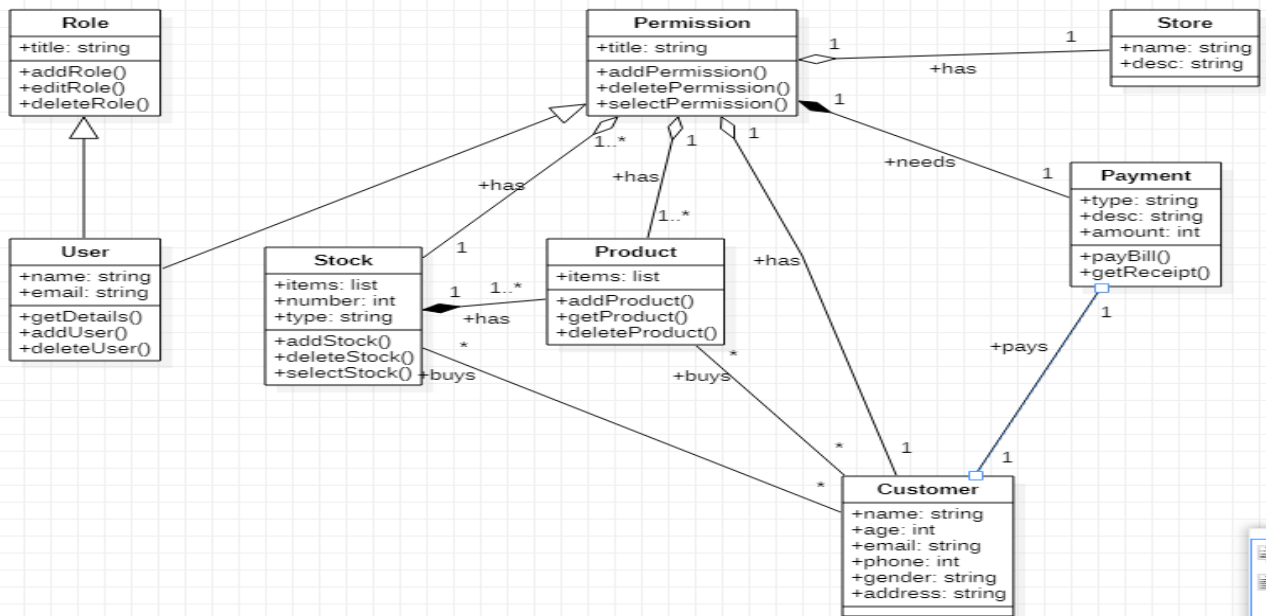 Role
+title: string
+addRole()
+editRole()
+deleteRole()
Permission
+title: string
+addPermission()
+deletePermission()
+selectPermission()
Store
+name: string
+desc: string
1
1
+has
1
+needs
1
1..*
+has
1
1
+has
1..*
1
+has
1
Payment
+type: string
+desc: string
+amount: int
+payBill()
+getReceipt()
User
+name: string
+email: string
+getDetails()
+addUser()
+deleteUser()
Stock
+items: list
+number: int
+type: string
+addStock()
+deleteStock()
+selectStock()
1
1..*
+has
Product
+items: list
+addProduct()
+getProduct()
deleteProduct()
*
+buys
*
*
+buys
*
1
+pays
1
Customer
+name: string
+age: int
+email: string
+phone: int
+gender: string
+address: string